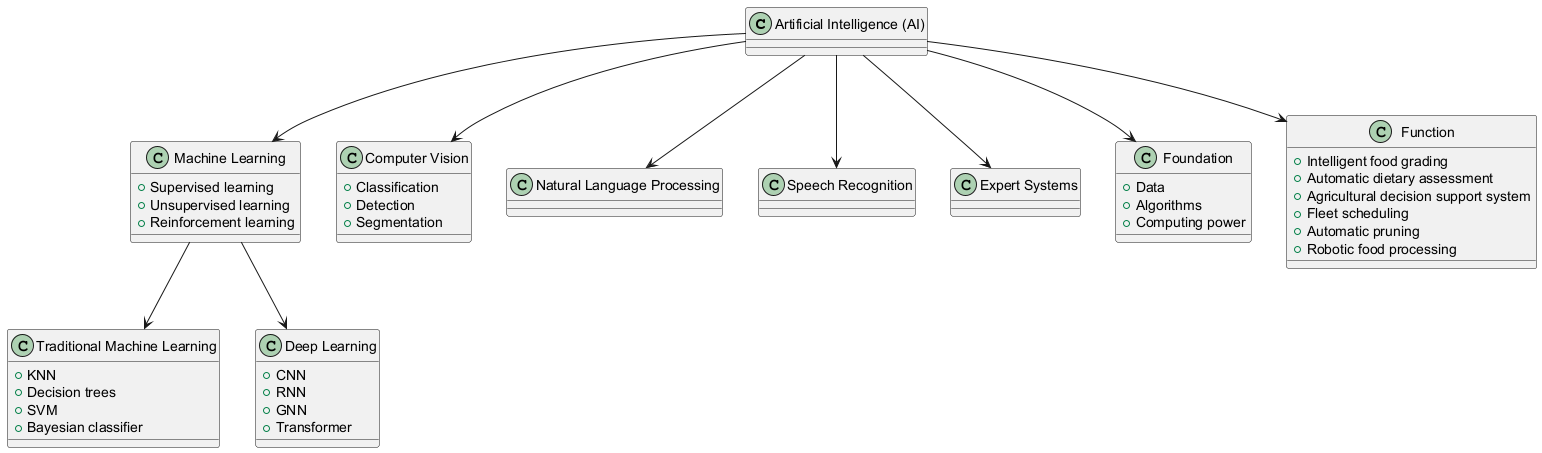 C Artificial Intelligence (AI)
C Machine Learning
Supervised learning
Unsupervised learning
Reinforcement learning
C Computer Vision
Classification
Detection
Segmentation
C Natural Language Processing
C Speech Recognition
C Expert Systems
C Foundation
Data
Algorithms
Computing power
C Function
Intelligent food grading
Automatic dietary assessment
Agricultural decision support system
Fleet scheduling
Automatic pruning
Robotic food processing
C Traditional Machine Learning
KNN
Decision trees
SVM
Bayesian classifier
C Deep Learning
CNN
RNN
GNN
Transformer